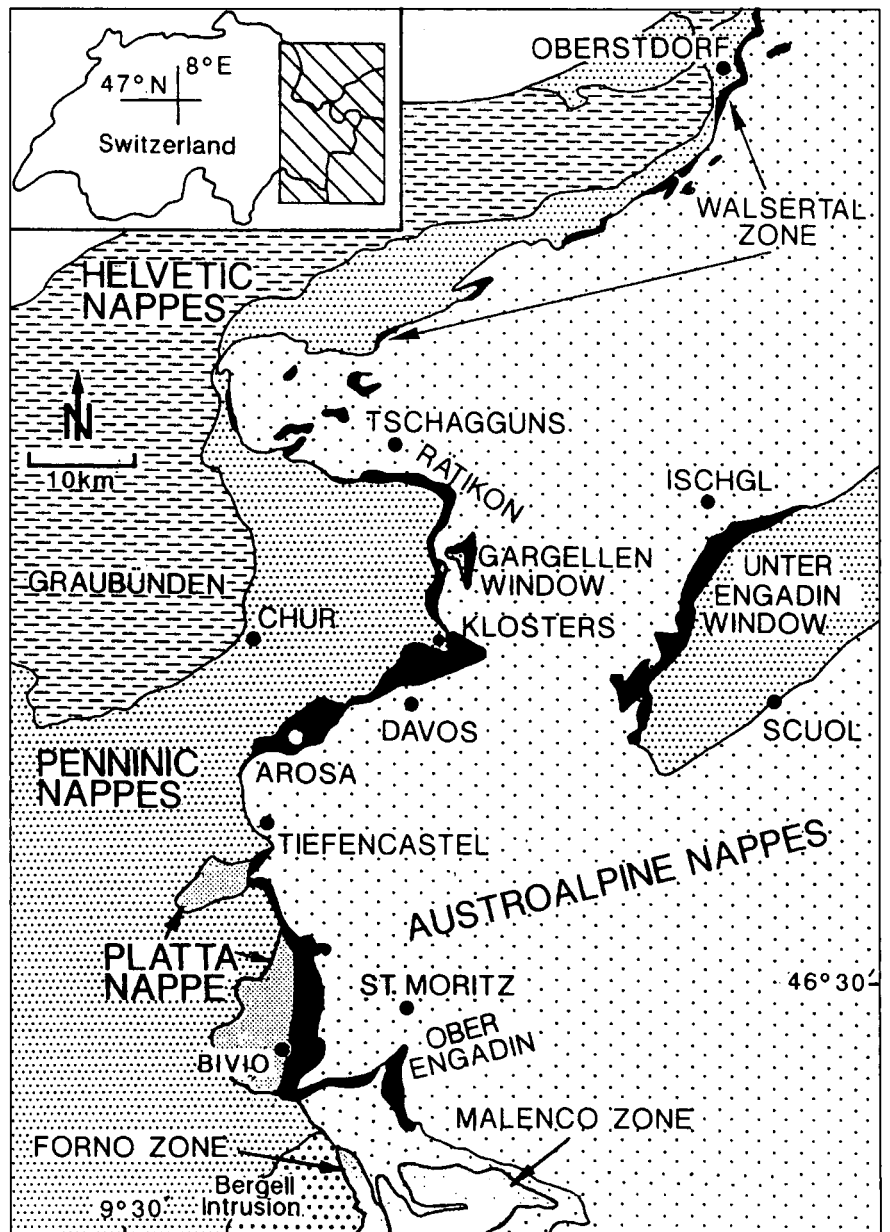 OBERSTDORF
47° N
8° E
Switzerland
WALSERTAL
ZONE
HELVETIC
NAPPES
N
10km
TSCHAGGUNS
RÄTIKON
ISCHGL
GARGELLEN
WINDOW
UNTER
ENGADIN
WINDOW
GRAUBÜNDEN
CHUR
KLOSTERS
DAVOS
SCUOL
PENNINIC
NAPPES
AROSA
TIEFENCASTEL
AUSTROALPINE NAPPES
PLATTA
NAPPE
ST. MORITZ
46° 30′
OBER
ENGADIN
BIVIO
MALENCO ZONE
FORNO ZONE
Bergell
Intrusion
9° 30′